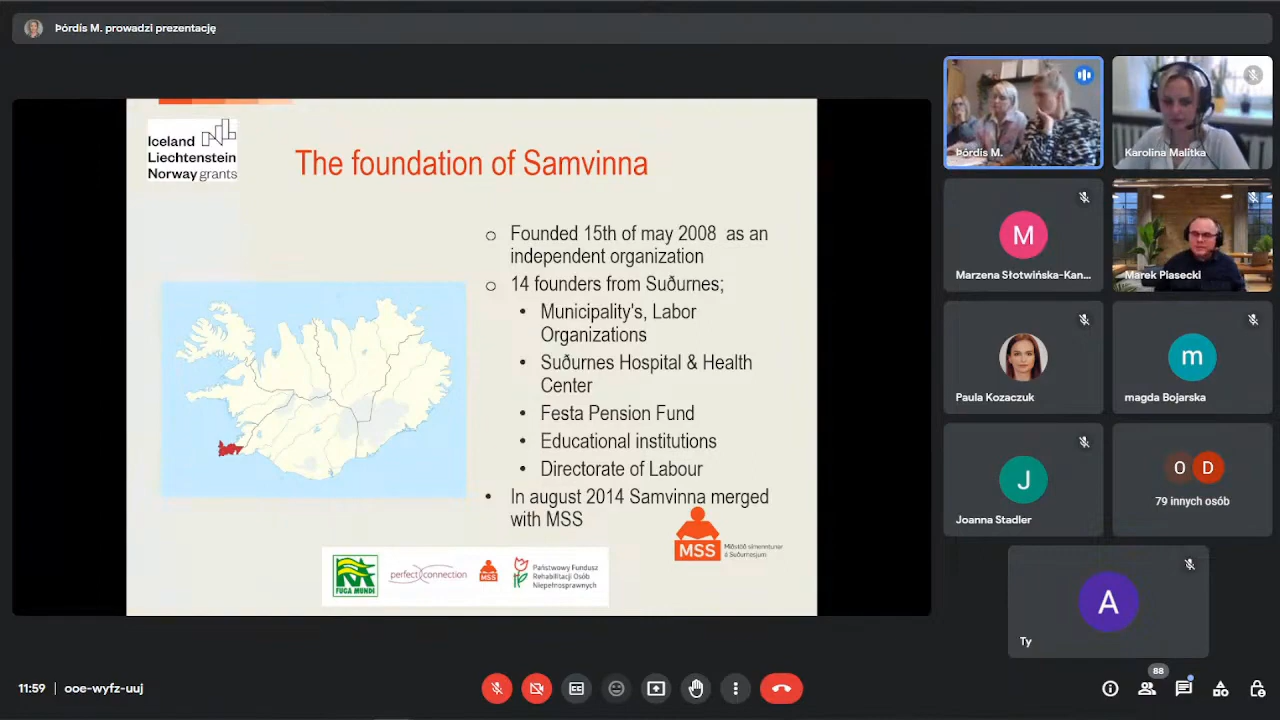 Þórdís M. prowadzi prezentację
Iceland
Liechtenstein
Norway grants
The foundation of Samvinna
Founded 15th of may 2008 as an
independent organization
14 founders from Suðurnes;
Municipality's, Labor
Organizations
Suðurnes Hospital & Health
Center
Festa Pension Fund
Educational institutions
Directorate of Labour
In august 2014 Samvinna merged
with MSS
MSS
Miðstöð símenntunar
á Suðurnesjum
FUGA MUNDI
perfect connection
MSS
Państwowy Fundusz
Rehabilitacji Osób
Niepełnosprawnych
Þórdís M.
Karolina Malitka
M
Marzena Słotwińska-Kan...
Marek Piasecki
Paula Kozaczuk
m
magda Bojarska
J
Joanna Stadler
O D
79 innych osób
A
Ty
11:59 ooe-wyfz-uuj
88